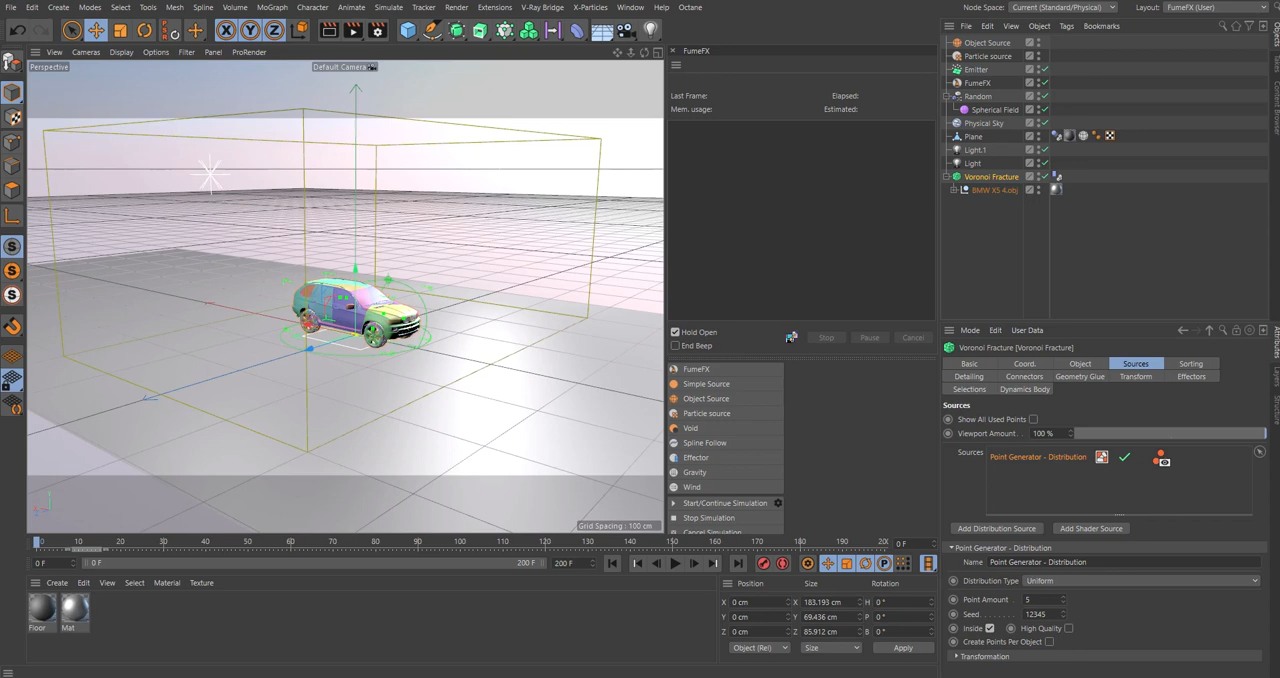 File Edit Create Modes Select Tools Mesh Spline Volume MoGraph Character Animate Simulate Tracker Render Extensions V-Ray Bridge X-Particles Window Help Octane
Node Space: Current (Standard/Physical) Layout: FumeFX (User)
View Cameras Display Options Filter Panel ProRender
Perspective
Default Camera
Grid Spacing : 100 cm
FumeFX
Last Frame: Elapsed:
Mem. usage: Estimated:
Hold Open
End Beep
Stop Pause Cancel
FumeFX
Simple Source
Object Source
Particle source
Void
Spline Follow
Effector
Gravity
Wind
Start/Continue Simulation
Stop Simulation
Cancel Simulation
File Edit View Object Tags Bookmarks
Object Source
Particle source
Emitter
FumeFX
Random
Spherical Field
Physical Sky
Plane
Light.1
Light
Voronoi Fracture
BMW X5 4.obj
Objects
Takes
Content Browser
Mode Edit User Data
Voronoi Fracture [Voronoi Fracture]
Basic Coord. Object Sources Sorting
Detailing Connectors Geometry Glue Transform Effectors
Selections Dynamics Body
Sources
Show All Used Points
Viewport Amount . . 100 %
Sources Point Generator - Distribution
Add Distribution Source Add Shader Source
Point Generator - Distribution
Name Point Generator - Distribution
Distribution Type Uniform
Point Amount . 5
Seed. . . . . . . 12345
Inside High Quality
Create Points Per Object
Transformation
Attributes
Layers
Structure
0 10 20 30 40 50 60 70 80 90 100 110 120 130 140 150 160 170 180 190 20( 0 F
0 F 0 F 200 F 200 F
Create Edit View Select Material Texture
Floor Mat
Position Size Rotation
X 0 cm X 183.193 cm H 0 °
Y 0 cm Y 69.436 cm P 0 °
Z 0 cm Z 85.912 cm B 0 °
Object (Rel) Size Apply